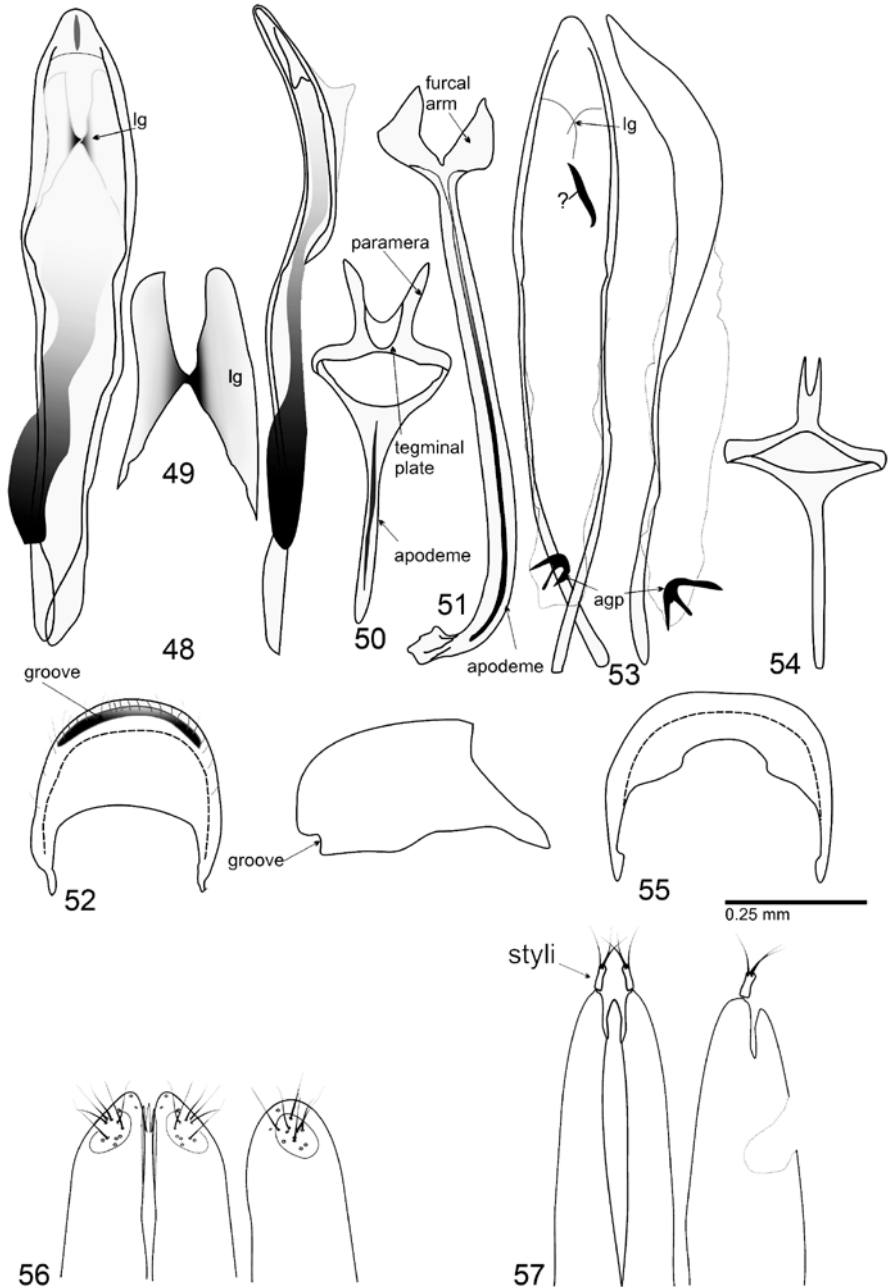 lg
furcal
arm
lg
?
paramera
lg
49
tegminal
plate
apodeme
51
agp
48
50
apodeme
53
54
groove
groove
52
55
0.25 mm
styli
56
57